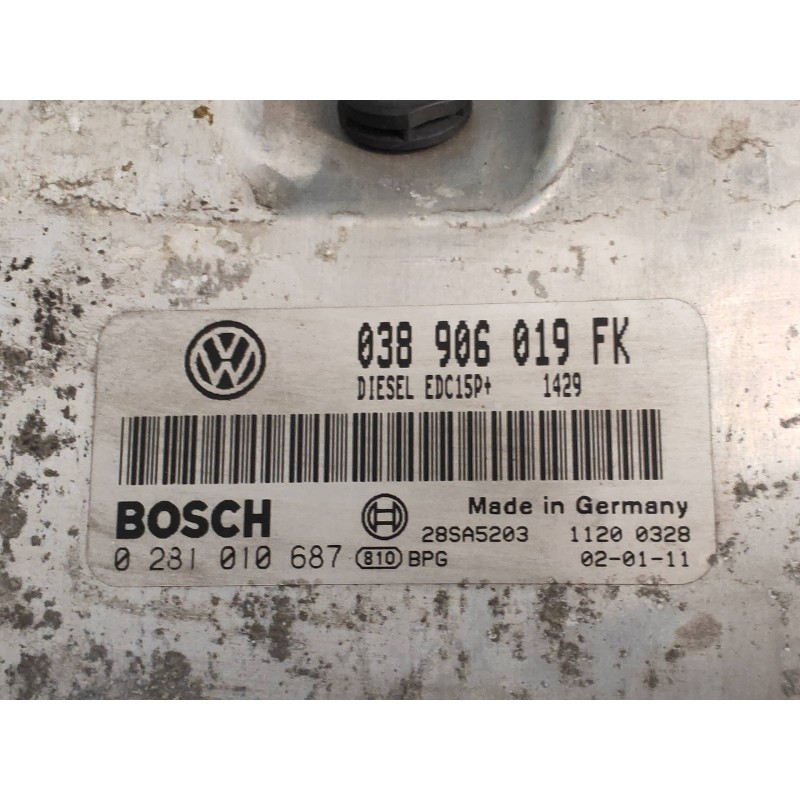 038 906 019 FK
DIESEL EDC15P+ 1429
BOSCH
Made in Germany
28SA5203 1120 0328
0 281 010 687 810 BPG 02-01-11